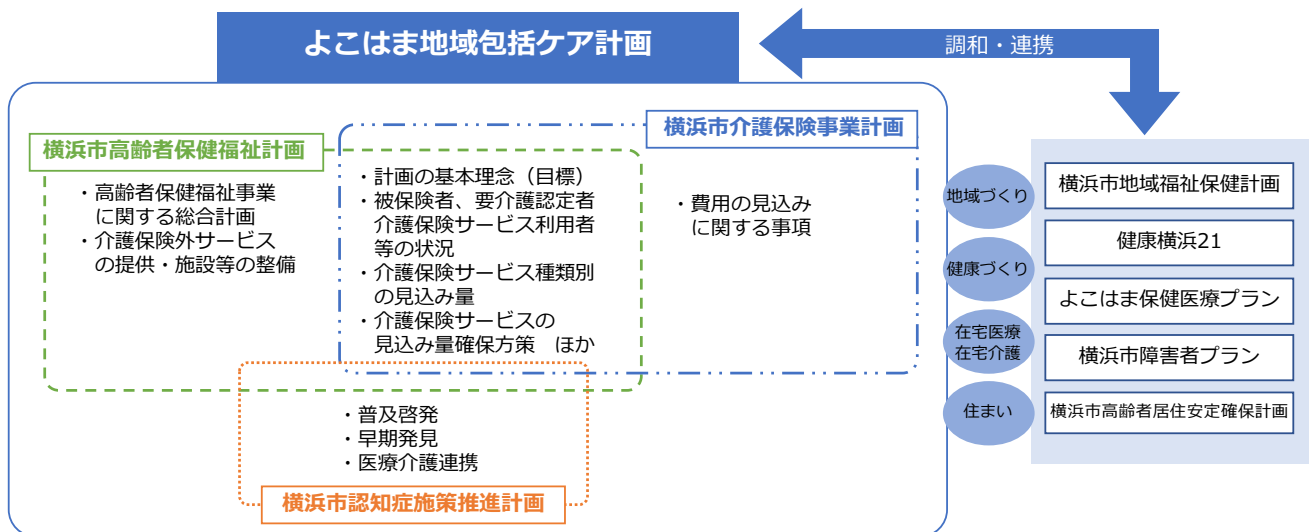 よこはま地域包括ケア計画
調和・連携
横浜市介護保険事業計画
横浜市高齢者保健福祉計画
・高齢者保健福祉事業
に関する総合計画
・介護保険外サービス
の提供・施設等の整備
・計画の基本理念（目標）
・被保険者、要介護認定者
介護保険サービス利用者
等の状況
・介護保険サービス種類別
の見込み量
・介護保険サービスの
見込み量確保方策　ほか
・費用の見込み
に関する事項
・普及啓発
・早期発見
・医療介護連携
横浜市認知症施策推進計画
地域づくり
健康づくり
在宅医療
在宅介護
住まい
横浜市地域福祉保健計画
健康横浜21
よこはま保健医療プラン
横浜市障害者プラン
横浜市高齢者居住安定確保計画